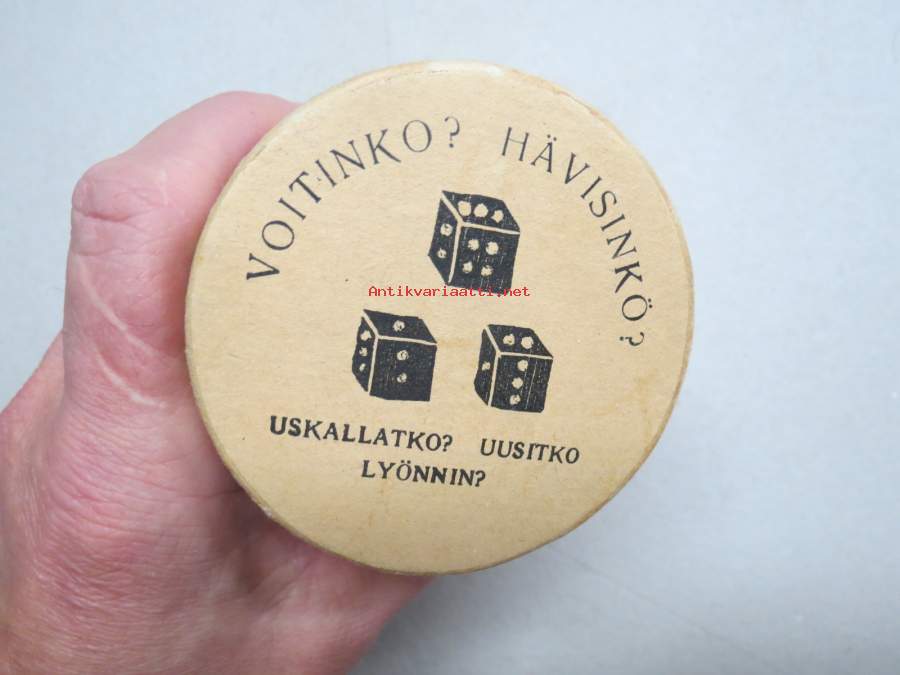 VOITINKO? HÄVISINKÖ?
Antikvariaatti.net
USKALLATKO? UUSITKO
LYÖNNIN?